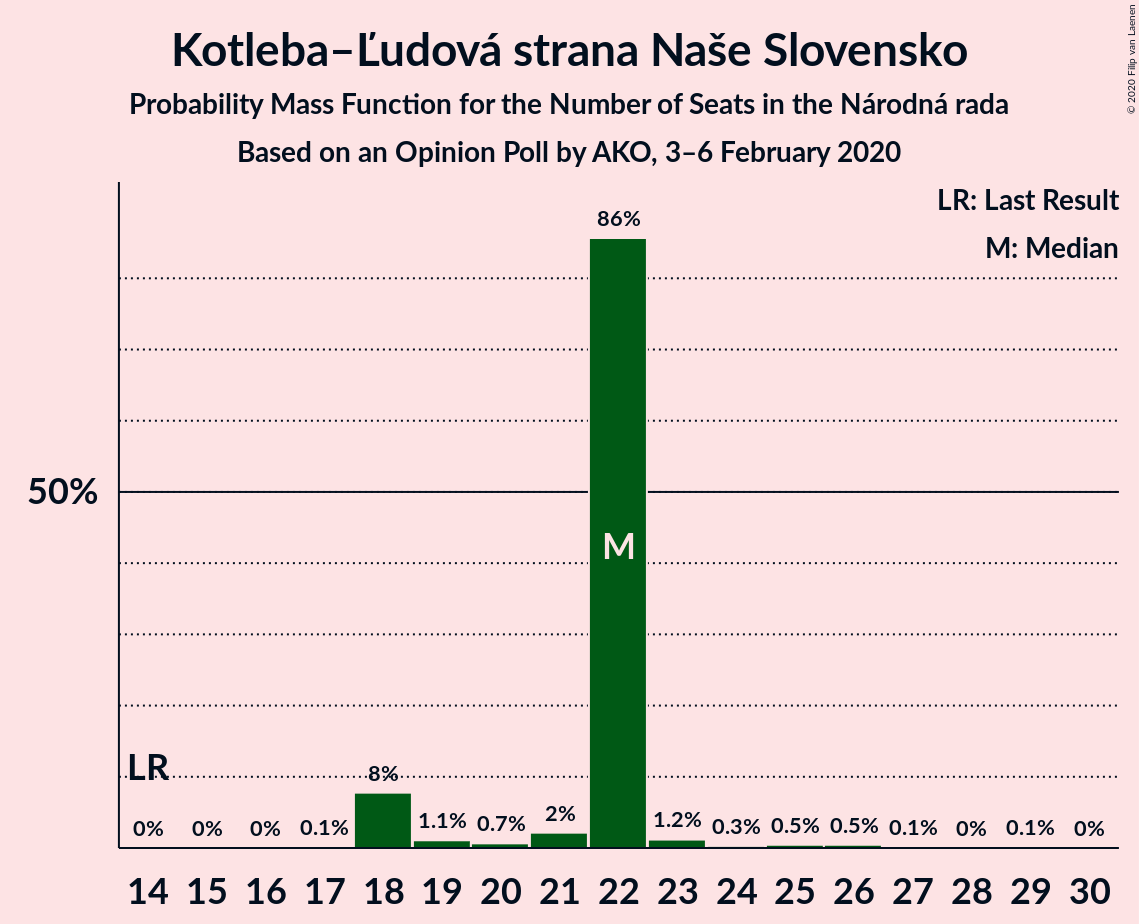 Kotleba–Ľudová strana Naše Slovensko
Probability Mass Function for the Number of Seats in the Národná rada
Based on an Opinion Poll by AKO, 3–6 February 2020
© 2020 Filip van Laenen
LR: Last Result
M: Median
86%
50%
M
LR
8%
0% 0% 0% 0.1% 1.1% 0.7% 2% 1.2% 0.3% 0.5% 0.5% 0.1% 0% 0.1% 0%
14 15 16 17 18 19 20 21 22 23 24 25 26 27 28 29 30